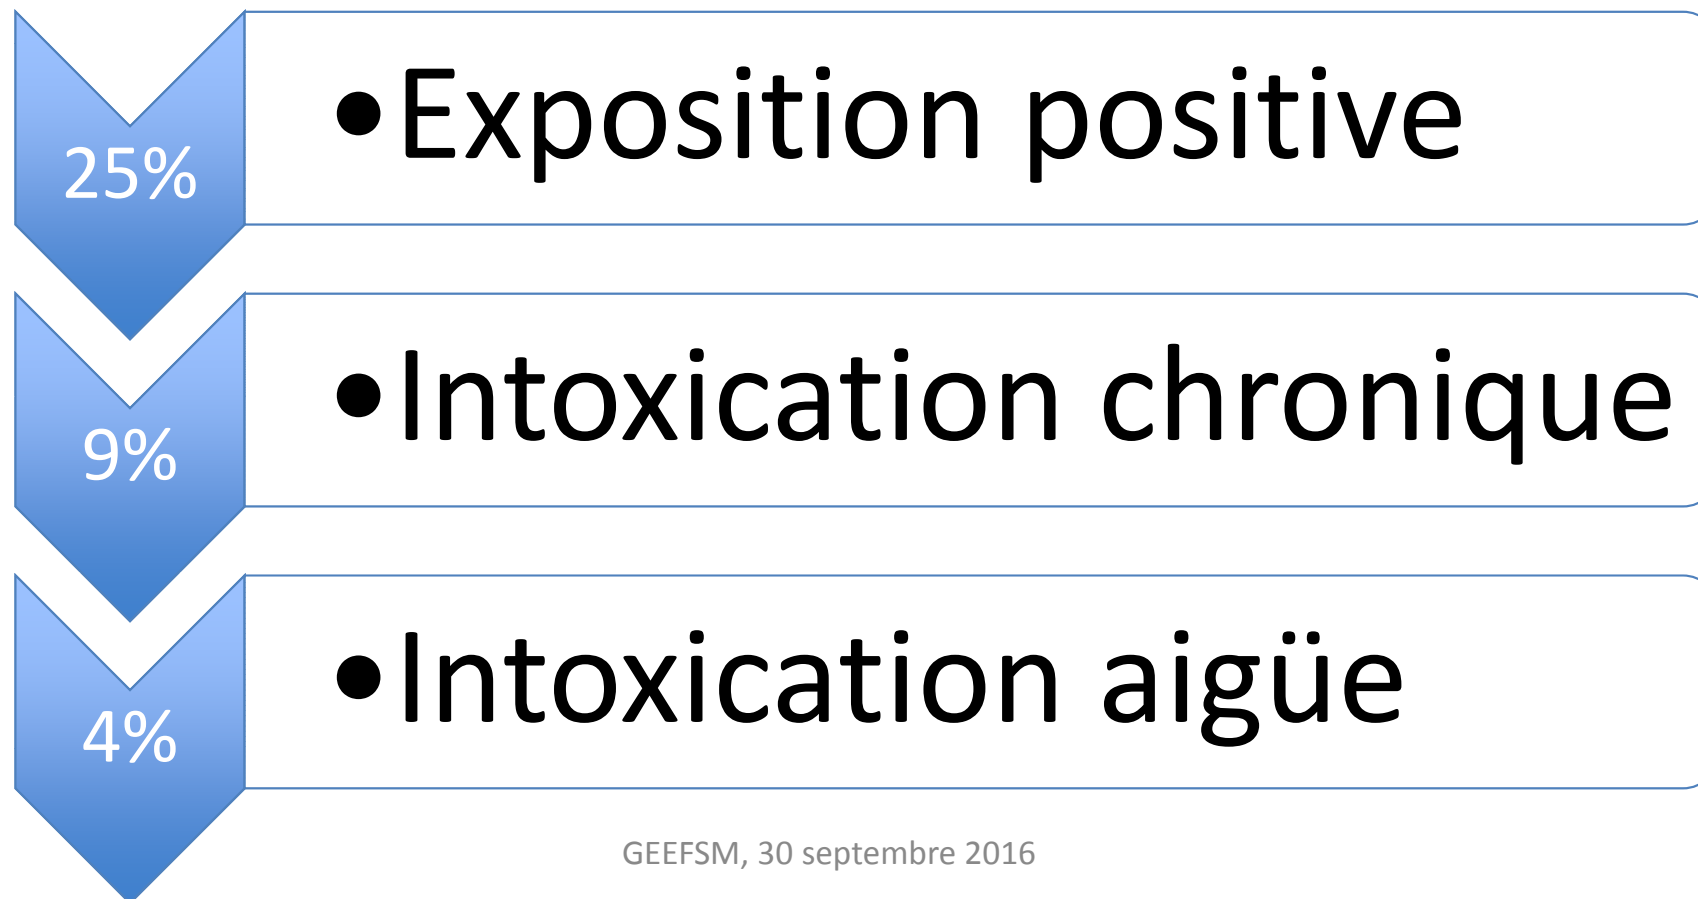 25%
•Exposition positive
9%
•Intoxication chronique
4%
•Intoxication aigüe
GEEFSM, 30 septembre 2016